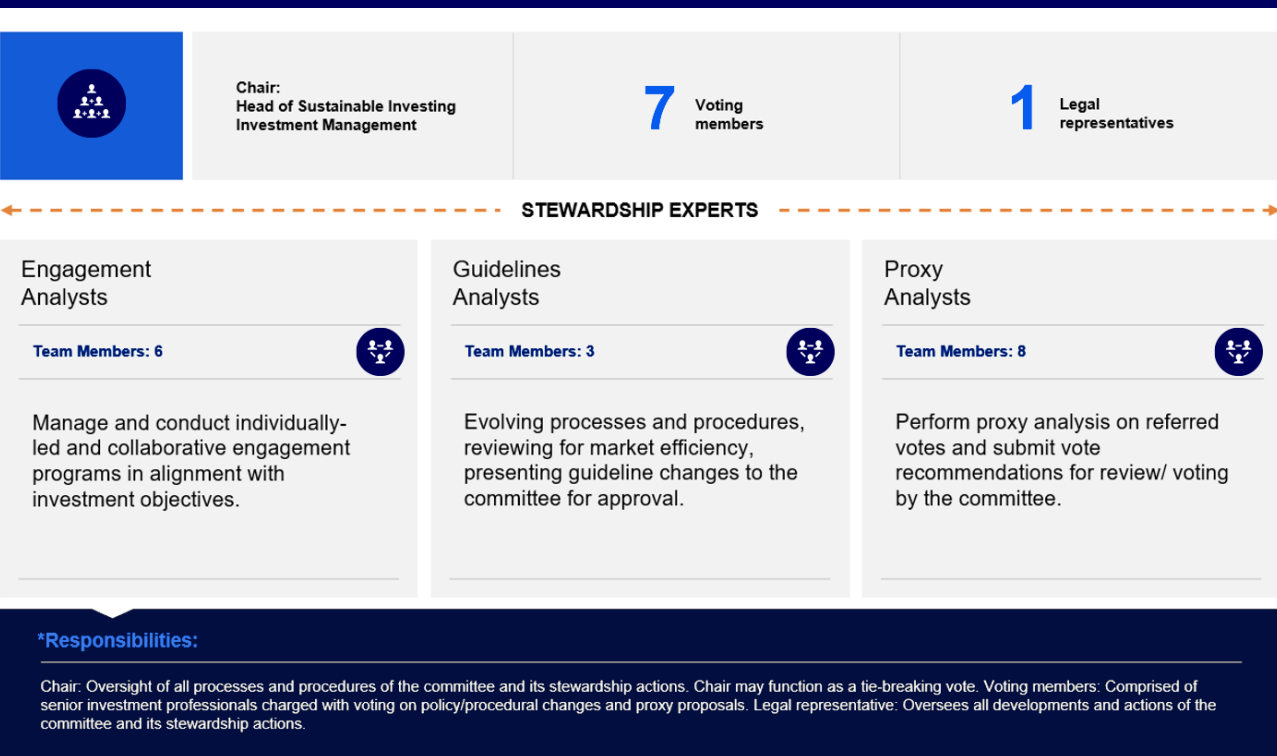 Chair:
Head of Sustainable Investing
Investment Management
7
Voting
members
1
Legal
representatives
STEWARDSHIP EXPERTS
Engagement
Analysts
Team Members: 6
Manage and conduct individually-
led and collaborative engagement
programs in alignment with
investment objectives.
Guidelines
Analysts
Team Members: 3
Evolving processes and procedures,
reviewing for market efficiency,
presenting guideline changes to the
committee for approval.
Proxy
Analysts
Team Members: 8
Perform proxy analysis on referred
votes and submit vote
recommendations for review/ voting
by the committee.
*Responsibilities:
Chair: Oversight of all processes and procedures of the committee and its stewardship actions. Chair may function as a tie-breaking vote. Voting members: Comprised of
senior investment professionals charged with voting on policy/procedural changes and proxy proposals. Legal representative: Oversees all developments and actions of the
committee and its stewardship actions.